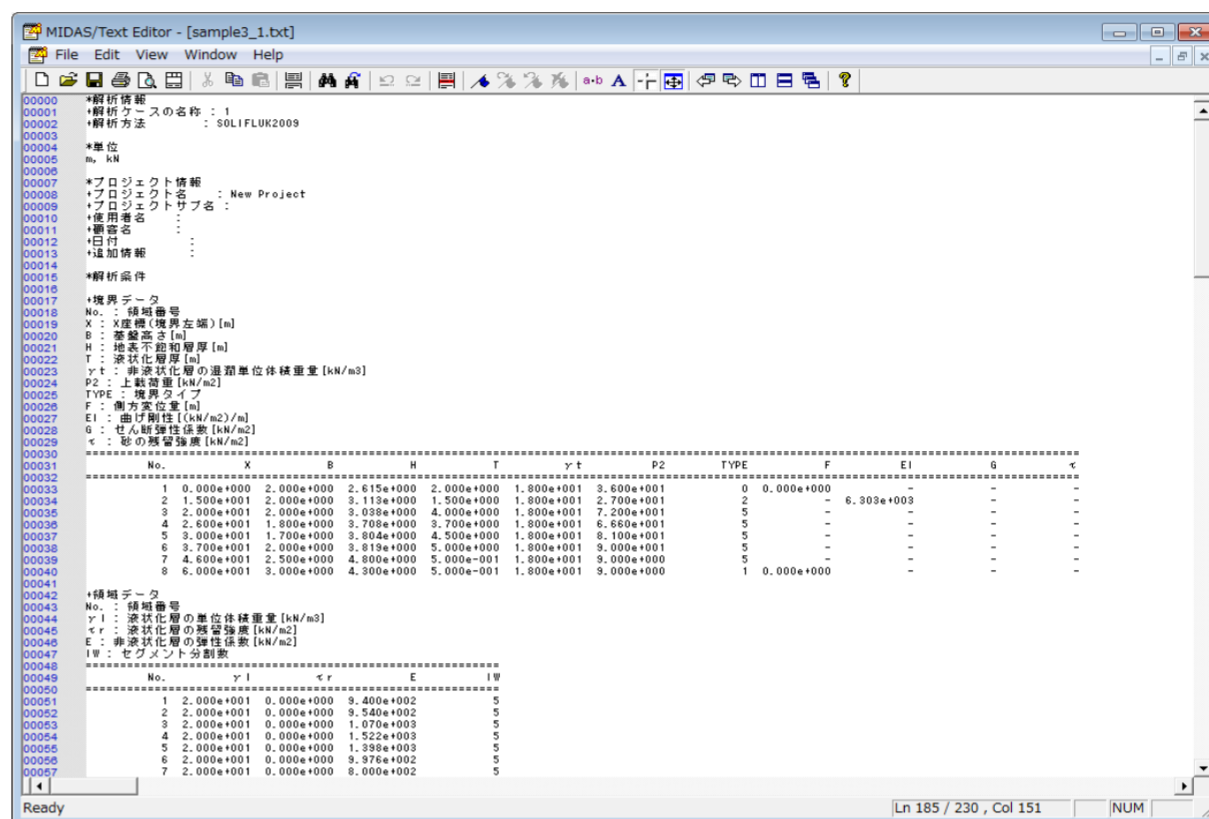 MIDAS/Text Editor - [sample3_1.txt]
File Edit View Window Help
00000 *解析情報
00001 +解析ケースの名称 : 1
00002 +解析方法 : SOLIFLUK2009
00003
00004 *単位
00005 m, kN
00006
00007 *プロジェクト情報
00008 +プロジェクト名 : New Project
00009 +プロジェクトサブ名 :
00010 +使用者名 :
00011 +顧客名 :
00012 +日付 :
00013 +追加情報 :
00014
00015 *解析条件
00016
00017 +境界データ
00018 No. : 領域番号
00019 X : X座標(境界左端)[m]
00020 B : 基盤高さ[m]
00021 H : 地表不飽和層厚[m]
00022 T : 液状化層厚[m]
00023 γt : 非液状化層の湿潤単位体積重量[kN/m3]
00024 P2 : 上載荷重[kN/m2]
00025 TYPE : 境界タイプ
00026 F : 側方変位量[m]
00027 EI : 曲げ剛性[(kN/m2)/m]
00028 G : せん断弾性係数[kN/m2]
00029 τ : 砂の残留強度[kN/m2]
00030 ==========
00031 No. X B H T γt P2 TYPE F EI G τ
00032 ==========
00033 1 0.000e+000 2.000e+000 2.615e+000 2.000e+000 1.800e+001 3.600e+001 0 0.000e+000 - - -
00034 2 1.500e+001 2.000e+000 3.113e+000 1.500e+000 1.800e+001 2.700e+001 2 - 6.303e+003 - -
00035 3 2.000e+001 2.000e+000 3.038e+000 4.000e+000 1.800e+001 7.200e+001 5 - - - -
00036 4 2.600e+001 1.800e+000 3.708e+000 3.700e+000 1.800e+001 6.660e+001 5 - - - -
00037 5 3.000e+001 1.700e+000 3.804e+000 4.500e+000 1.800e+001 8.100e+001 5 - - - -
00038 6 3.700e+001 2.000e+000 3.819e+000 5.000e+000 1.800e+001 9.000e+001 5 - - - -
00039 7 4.600e+001 2.500e+000 4.800e+000 5.000e-001 1.800e+001 9.000e+000 5 - - - -
00040 8 6.000e+001 3.000e+000 4.300e+000 5.000e-001 1.800e+001 9.000e+000 1 0.000e+000 - - -
00041
00042 +領域データ
00043 No. : 領域番号
00044 γl : 液状化層の単位体積重量[kN/m3]
00045 τr : 液状化層の残留強度[kN/m2]
00046 E : 非液状化層の弾性係数[kN/m2]
00047 IW : セグメント分割数
00048 ==========
00049 No. γl τr E IW
00050 ==========
00051 1 2.000e+001 0.000e+000 9.400e+002 5
00052 2 2.000e+001 0.000e+000 9.540e+002 5
00053 3 2.000e+001 0.000e+000 1.070e+003 5
00054 4 2.000e+001 0.000e+000 1.522e+003 5
00055 5 2.000e+001 0.000e+000 1.398e+003 5
00056 6 2.000e+001 0.000e+000 9.976e+002 5
00057 7 2.000e+001 0.000e+000 8.000e+002 5
Ready Ln 185 / 230 , Col 151 NUM